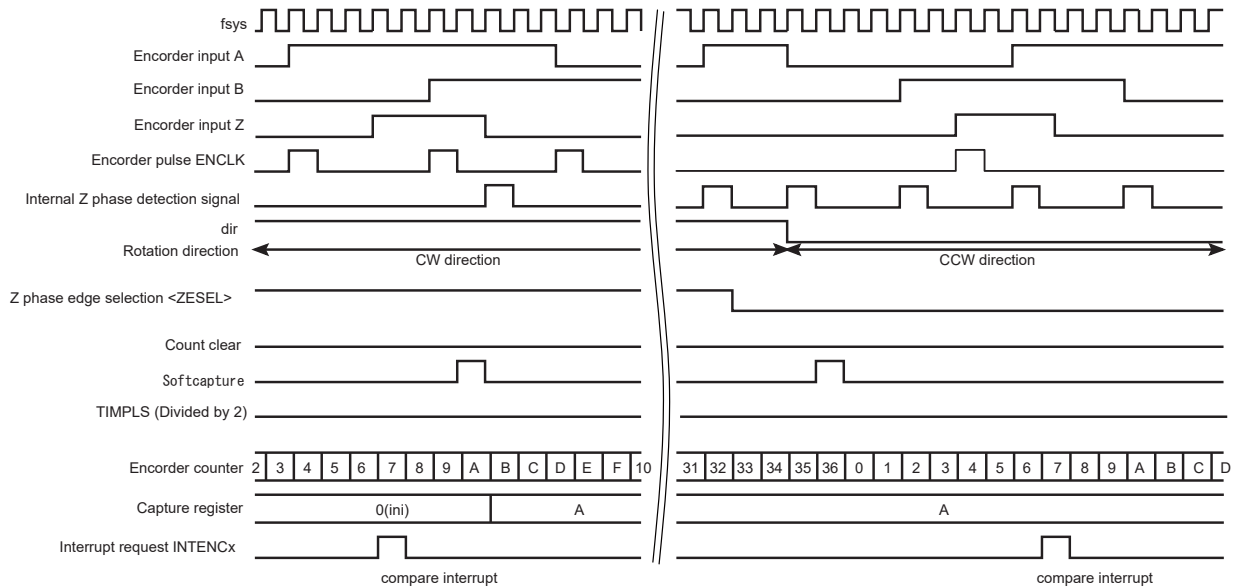 fsys
Encorder input A
Encorder input B
Encorder input Z
Encorder pulse ENCLK
Internal Z phase detection signal
dir
Rotation direction
CW direction CCW direction
Z phase edge selection <ZESEL>
Count clear
Softcapture
TIMPLS (Divided by 2)
Encorder counter 2 3 4 5 6 7 8 9 A B C D E F 10 31 32 33 34 35 36 0 1 2 3 4 5 6 7 8 9 A B C D
Capture register 0(ini) A A
Interrupt request INTENCx
compare interrupt compare interrupt